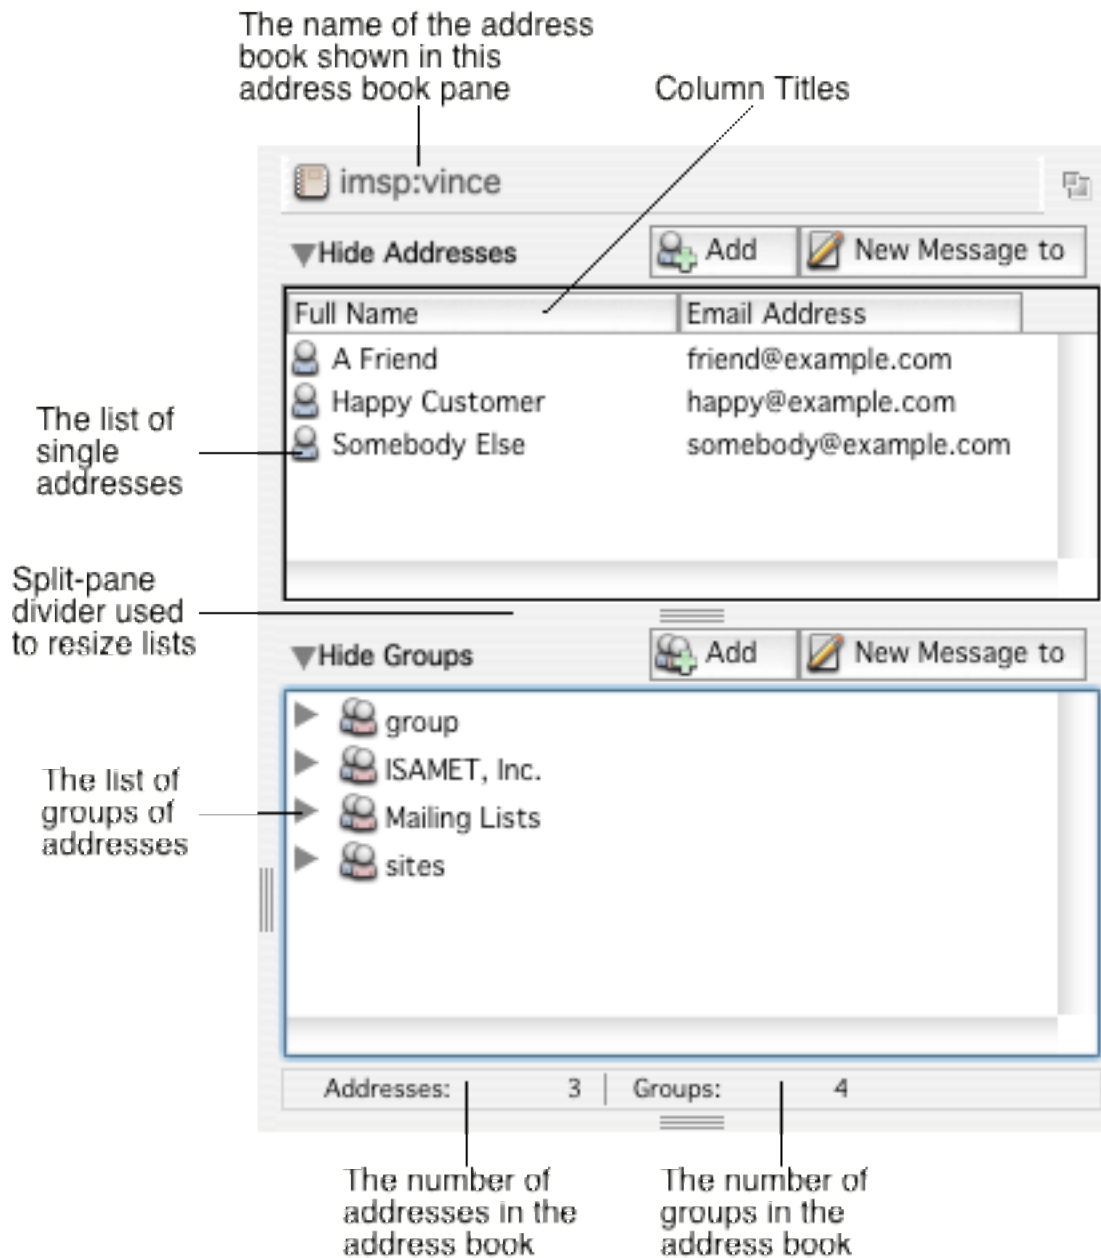 The name of the address
book shown in this
address book pane
Column Titles
imsp:vince
Hide Addresses
Add
New Message to
Full Name
Email Address
A Friend
friend@example.com
Happy Customer
happy@example.com
Somebody Else
somebody@example.com
The list of
single
addresses
Split-pane
divider used
to resize lists
Hide Groups
Add
New Message to
group
ISAMET, Inc.
Mailing Lists
sites
The list of
groups of
addresses
Addresses: 3
Groups: 4
The number of
addresses in the
address book
The number of
groups in the
address book